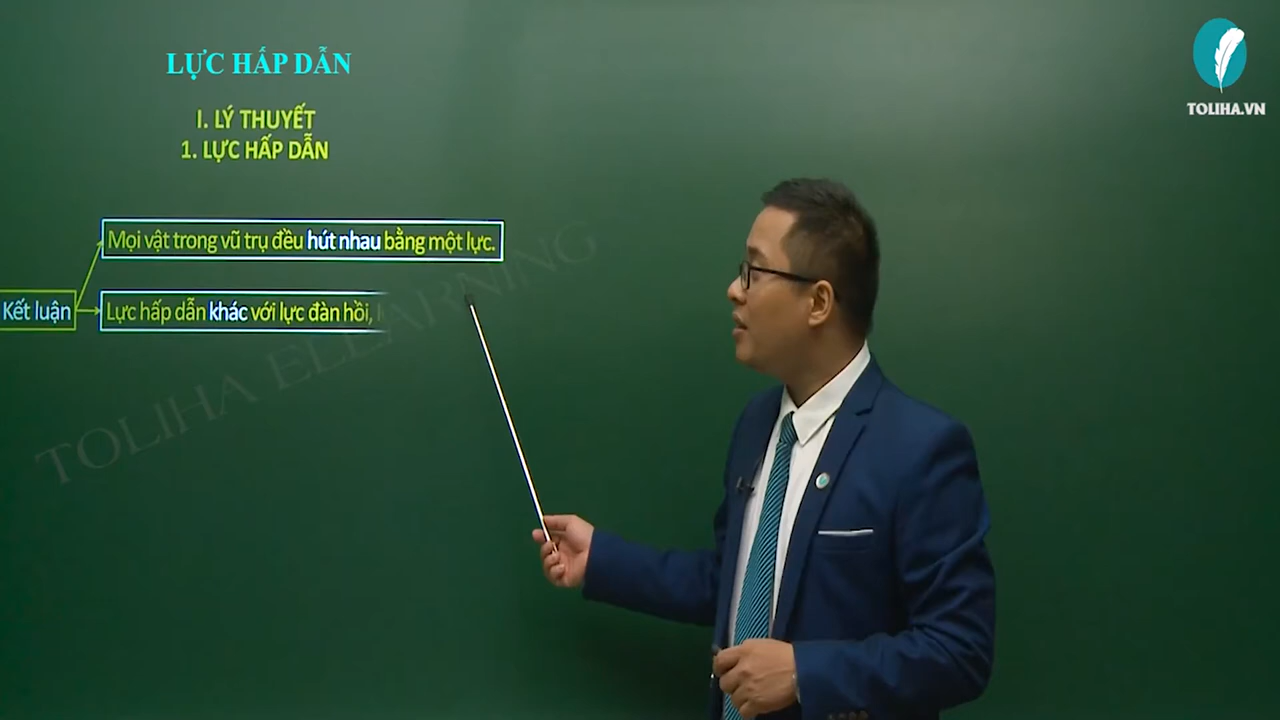 LỰC HẤP DẪN
I. LÝ THUYẾT
1. LỰC HẤP DẪN
Mọi vật trong vũ trụ đều hút nhau bằng một lực.
Kết luận
Lực hấp dẫn khác với lực đàn hồi,
TOLIHA ELEARNING
TOLIHA.VN